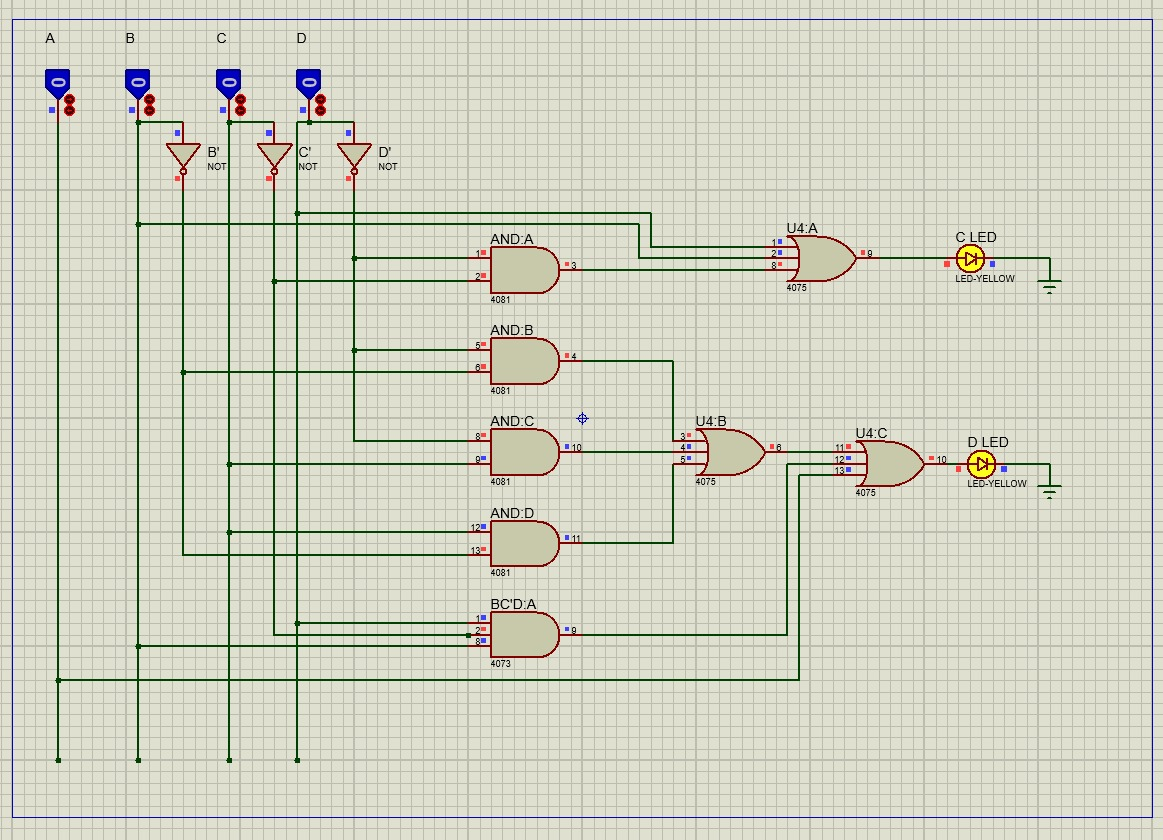 A B C D
0 0 0 0
B' C' D'
NOT NOT NOT
U4:A
1
2
8
9
4075
C LED
LED-YELLOW
AND:A
1
2
3
4081
AND:B
5
6
4
4081
AND:C
8
9
10
4081
U4:B
3
4
5
6
4075
U4:C
11
12
13
10
4075
D LED
LED-YELLOW
AND:D
12
13
11
4081
BC'D:A
1
2
8
9
4073